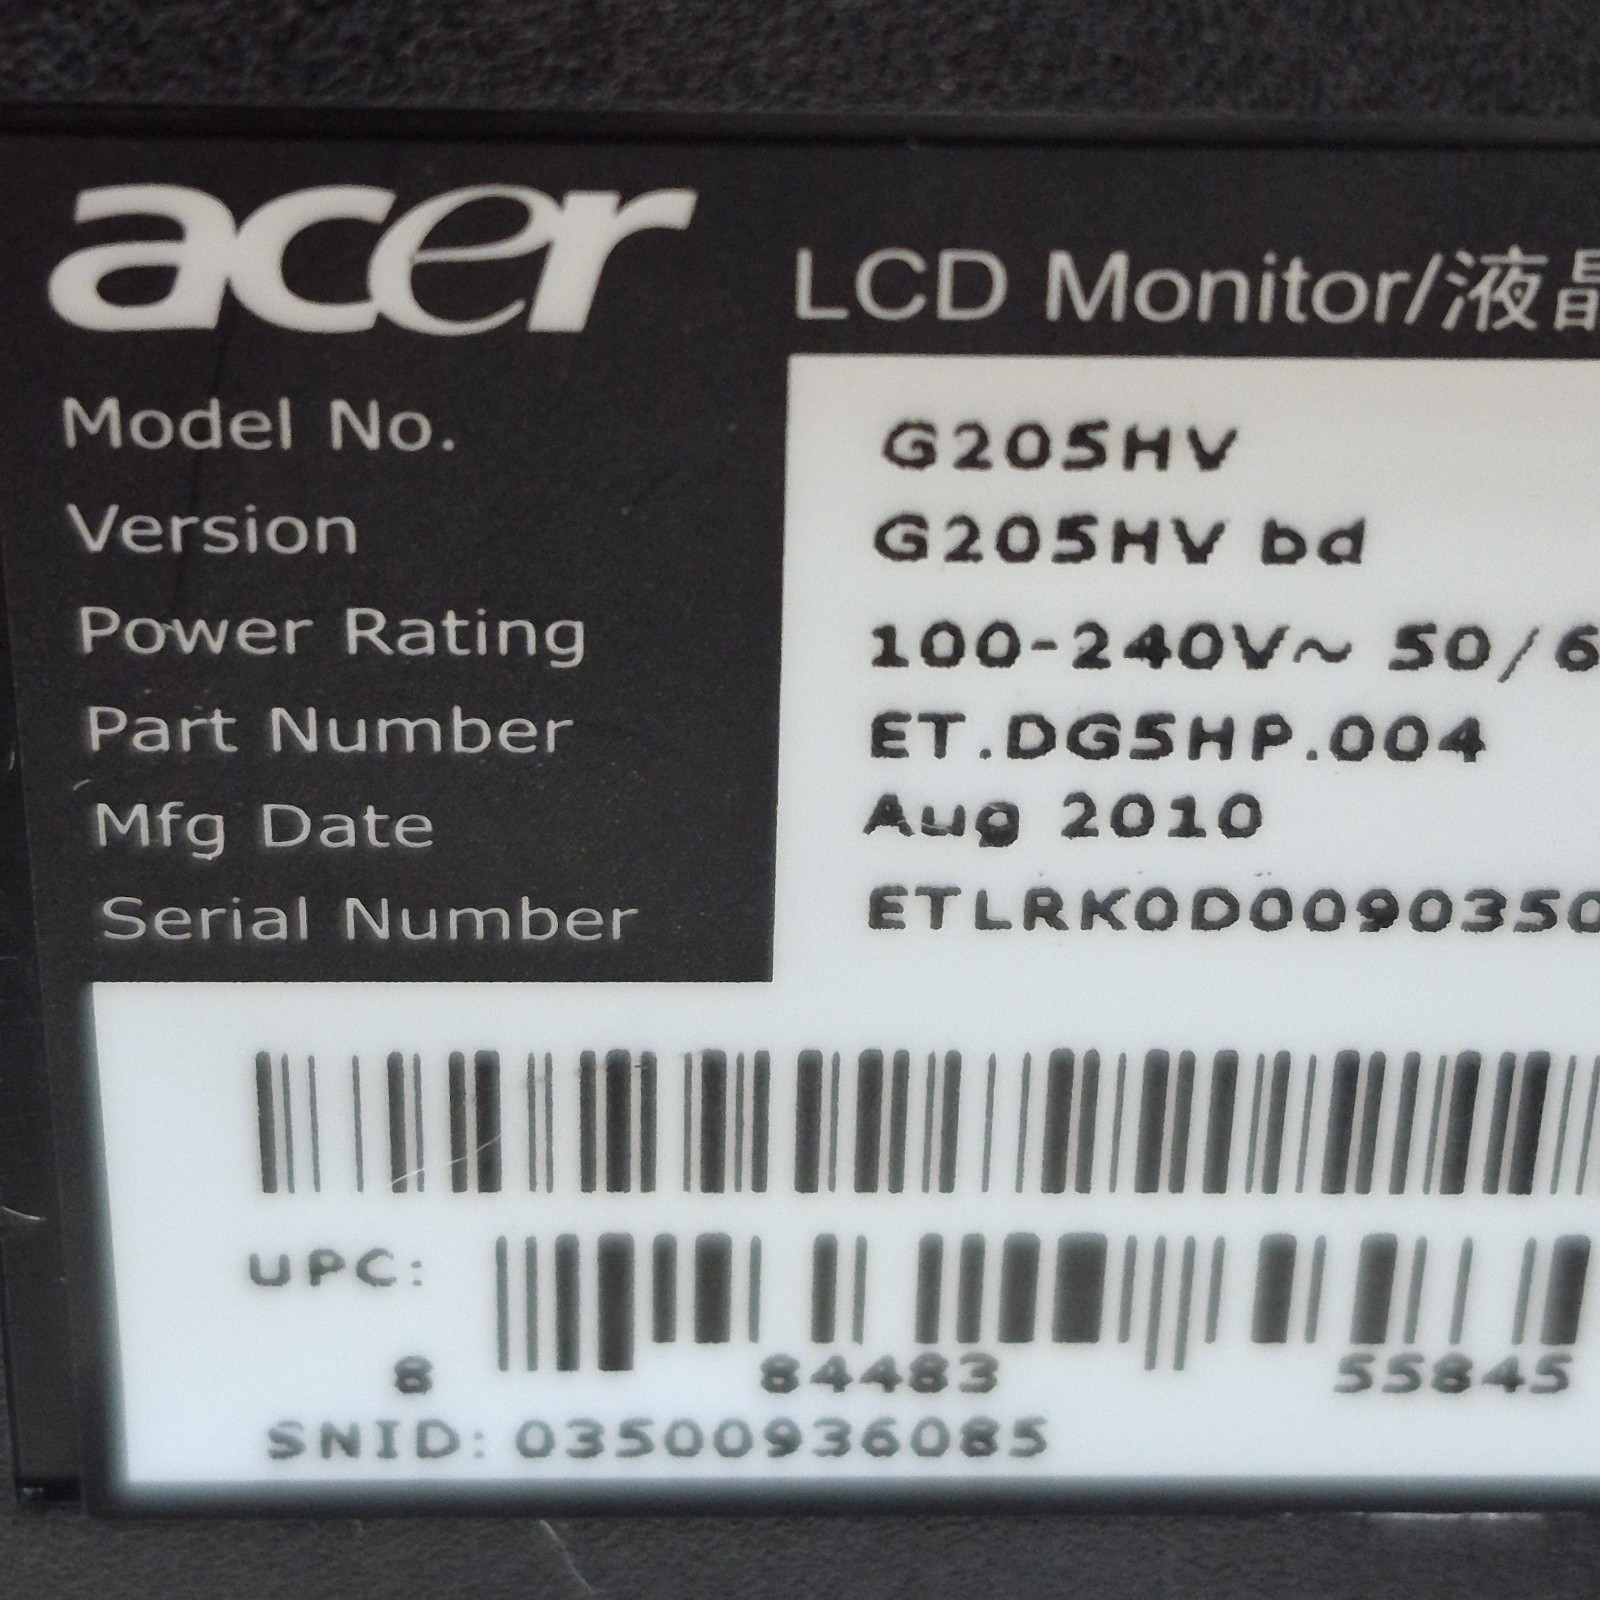 acer
LCD Monitor/液晶
Model No. G205HV
Version G205HV bd
Power Rating 100-240V~ 50/6
Part Number ET.DG5HP.004
Mfg Date Aug 2010
Serial Number ETLRK0D0090350
UPC:
8 84483 55845
SNID: 03500936085